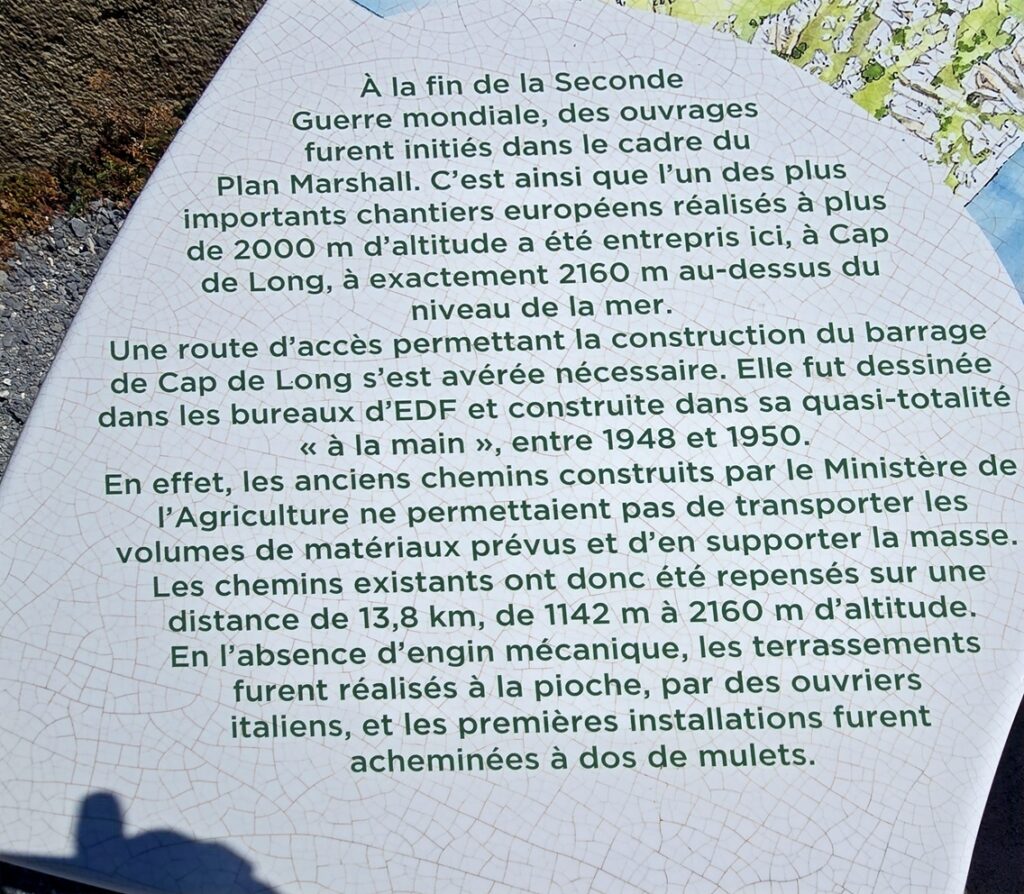 À la fin de la Seconde
Guerre mondiale, des ouvrages
furent initiés dans le cadre du
Plan Marshall. C’est ainsi que l’un des plus
importants chantiers européens réalisés à plus
de 2000 m d’altitude a été entrepris ici, à Cap
de Long, à exactement 2160 m au-dessus du
niveau de la mer.
Une route d’accès permettant la construction du barrage
de Cap de Long s’est avérée nécessaire. Elle fut dessinée
dans les bureaux d’EDF et construite dans sa quasi-totalité
« à la main », entre 1948 et 1950.
En effet, les anciens chemins construits par le Ministère de
l’Agriculture ne permettaient pas de transporter les
volumes de matériaux prévus et d’en supporter la masse.
Les chemins existants ont donc été repensés sur une
distance de 13,8 km, de 1142 m à 2160 m d’altitude.
En l’absence d’engin mécanique, les terrassements
furent réalisés à la pioche, par des ouvriers
italiens, et les premières installations furent
acheminées à dos de mulets.